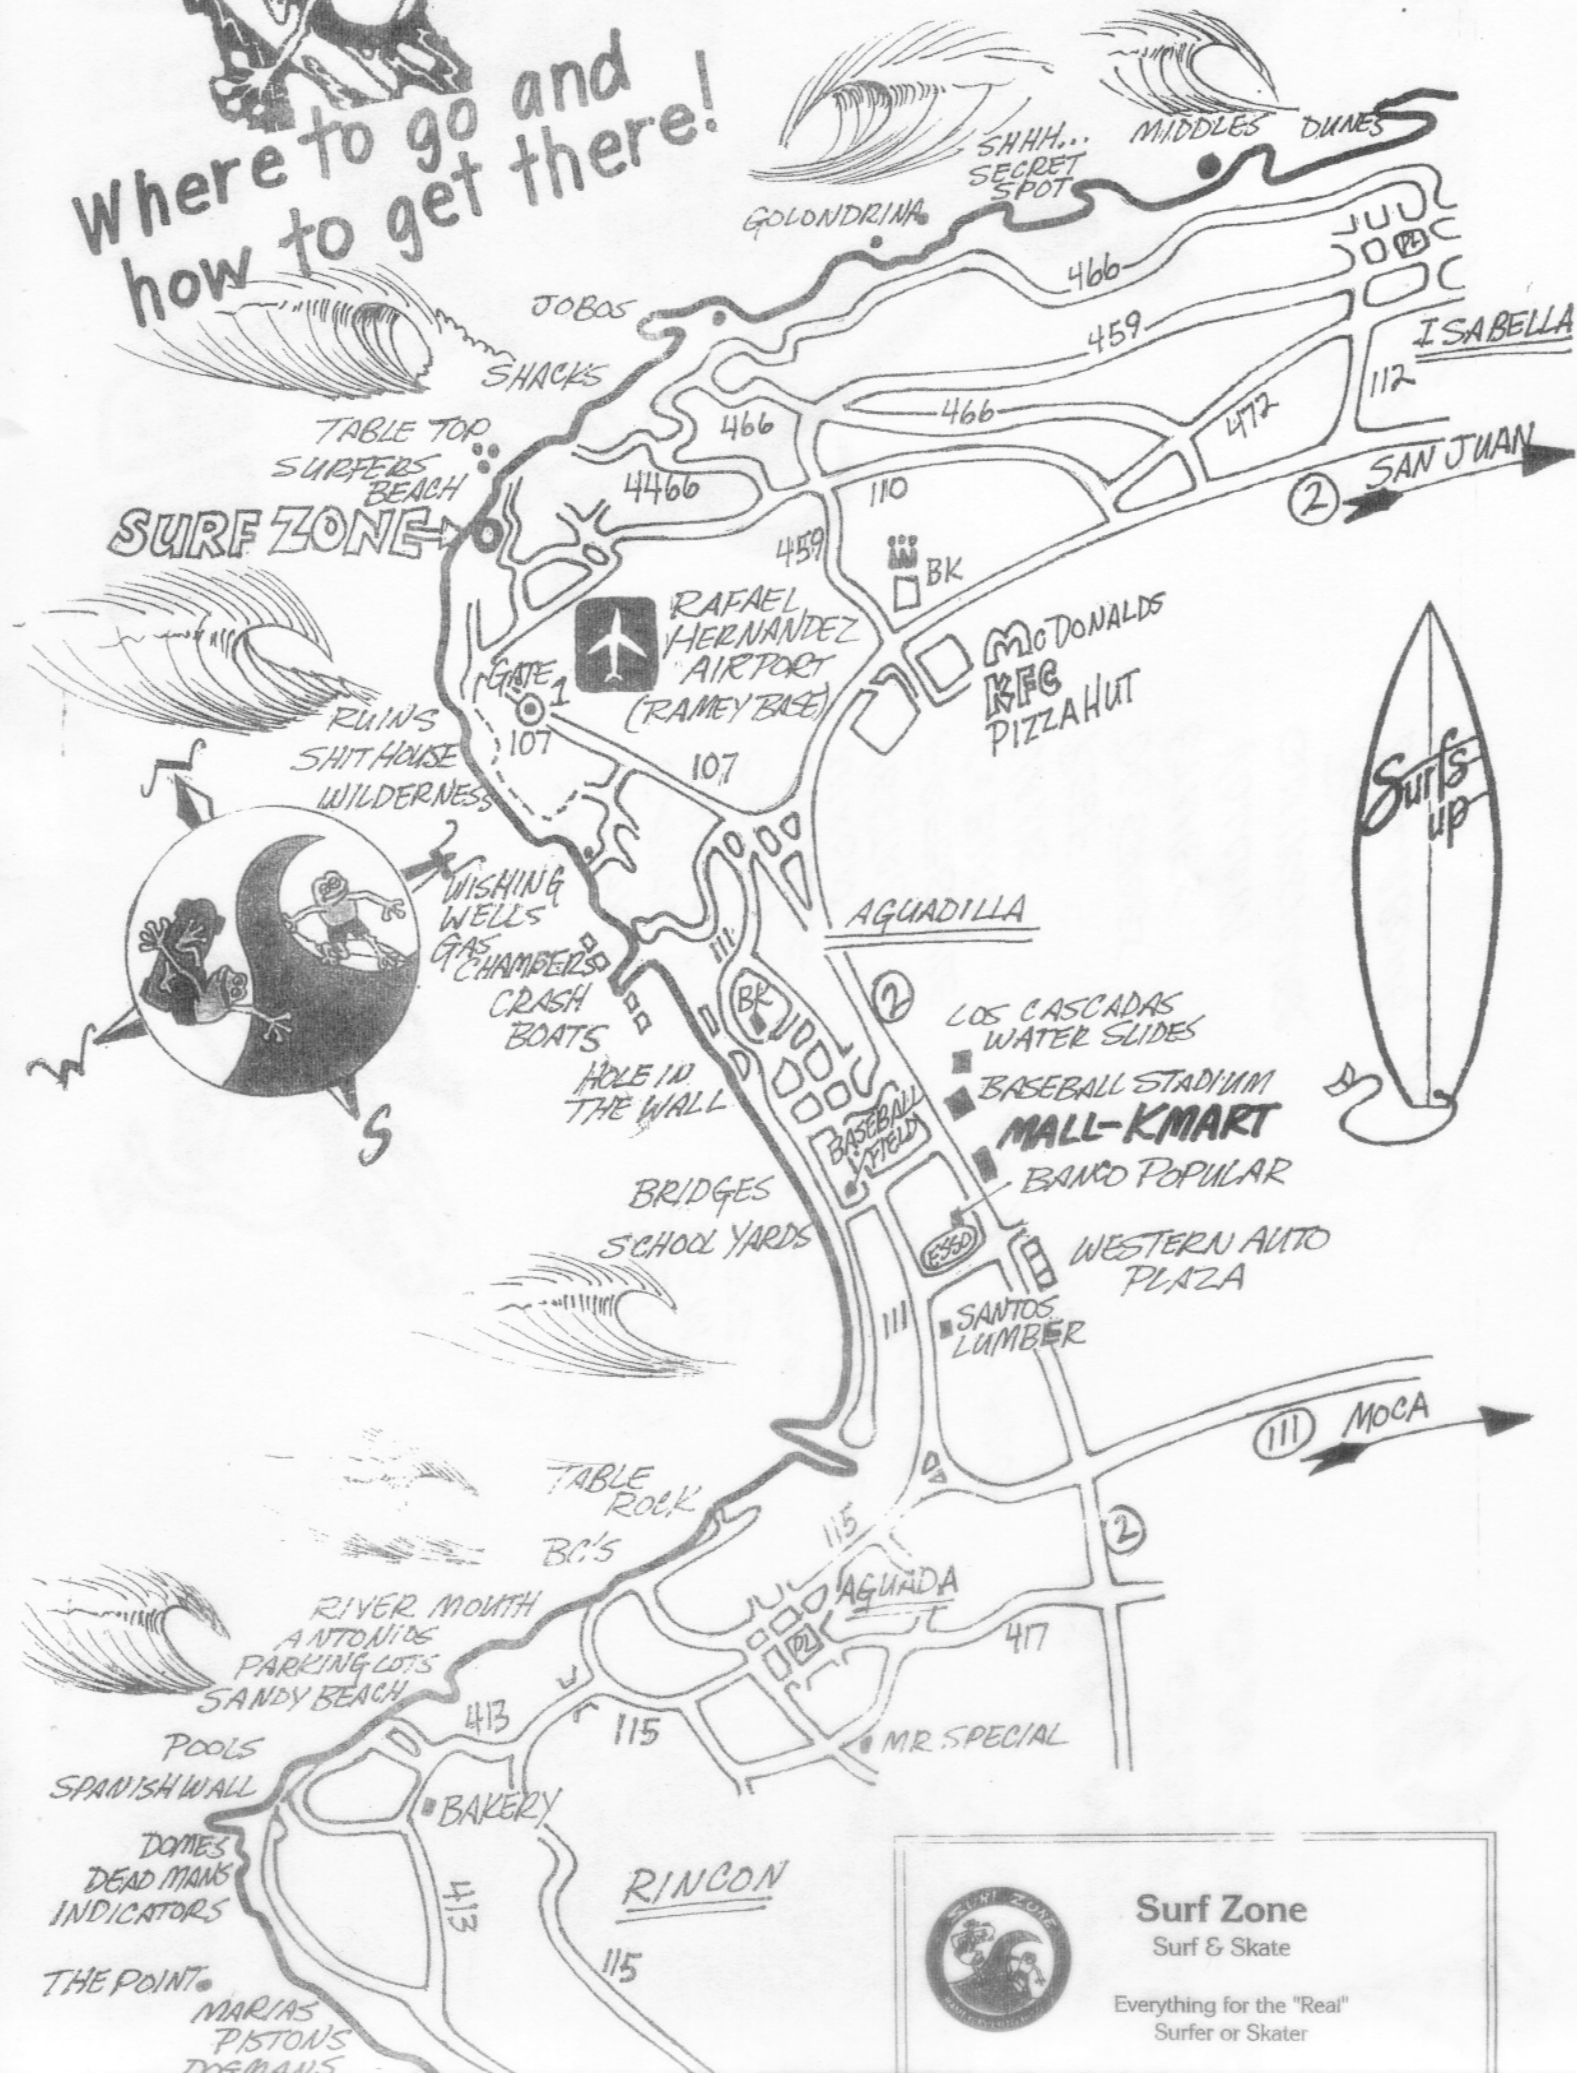 Where to go and
how to get there!
SHHH...
SECRET
SPOT
MIDDLES
DUNES
GOLONDRINA
JOBOS
SHACKS
466
459
ISABELLA
112
TABLE TOP
SURFERS
BEACH
SURF ZONE
466
466
472
4466
110
SAN JUAN
2
459
BK
RAFAEL
HERNANDEZ
AIRPORT
(RAMEY BASE)
McDONALDS
KFC
PIZZA HUT
GATE
1
107
107
RUINS
SHIT HOUSE
WILDERNESS
N
Surf's
up
WISHING
WELLS
GAS
CHAMBERS
CRASH
BOATS
AGUADILLA
111
BK
2
LOS CASCADAS
WATER SLIDES
W
S
HOLE IN
THE WALL
BASEBALL STADIUM
MALL-KMART
BASEBALL
FIELD
BANCO POPULAR
BRIDGES
SCHOOL YARDS
ESSO
WESTERN AUTO
PLAZA
111
SANTOS
LUMBER
111
MOCA
TABLE
ROCK
BC'S
115
2
RIVER MOUTH
ANTONIOS
PARKING LOTS
SANDY BEACH
AGUADA
417
413
115
MR. SPECIAL
POOLS
SPANISH WALL
BAKERY
DOMES
DEAD MANS
INDICATORS
413
RINCON
115
THE POINT
MARIAS
PISTONS
DOGMANS
SURF ZONE
Surf Zone
Surf & Skate
Everything for the "Real"
Surfer or Skater